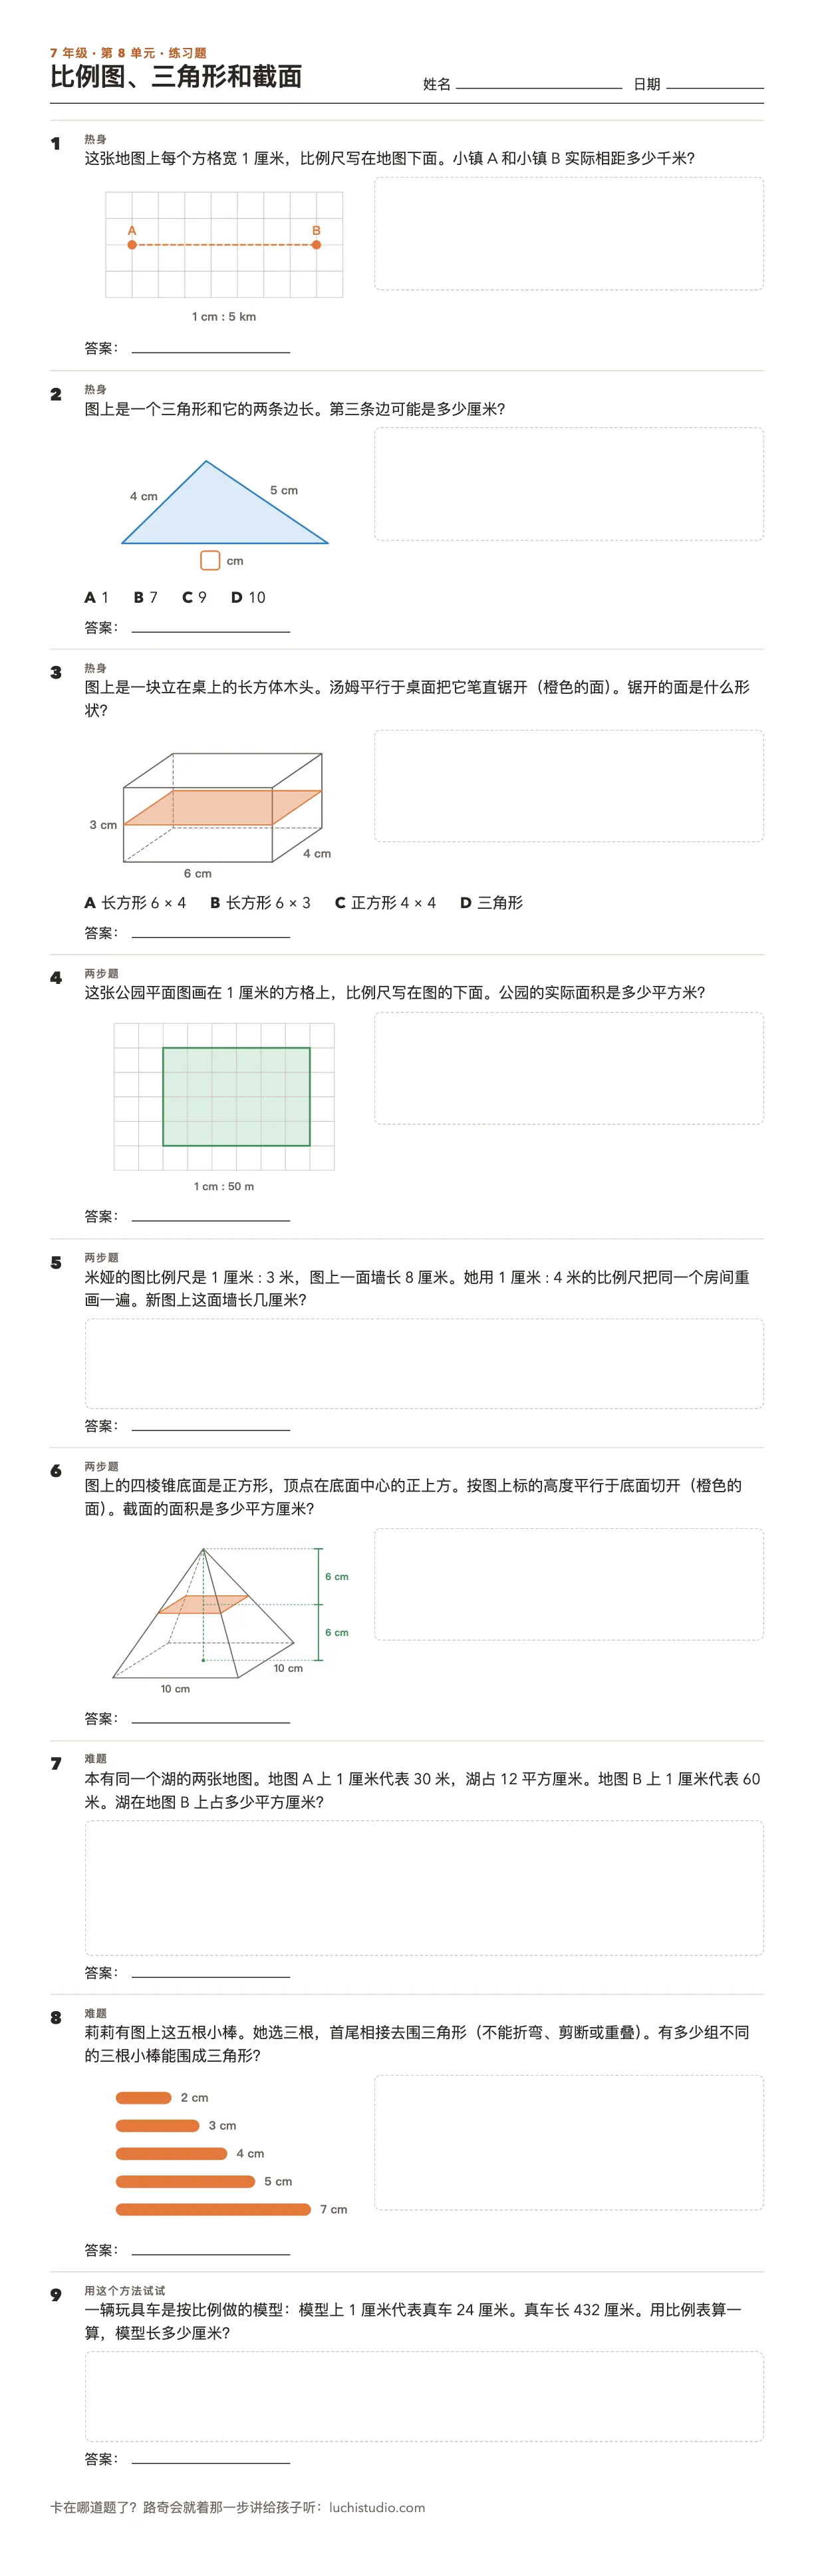 7 年级 · 第 8 单元 · 练习题
比例图、三角形和截面
姓名 日期
1
热身
这张地图上每个方格宽 1 厘米，比例尺写在地图下面。小镇 A 和小镇 B 实际相距多少千米？
A B
1 cm : 5 km
答案：
2
热身
图上是一个三角形和它的两条边长。第三条边可能是多少厘米？
4 cm
5 cm
cm
A 1 B 7 C 9 D 10
答案：
3
热身
图上是一块立在桌上的长方体木头。汤姆平行于桌面把它笔直锯开（橙色的面）。锯开的面是什么形
状？
3 cm
4 cm
6 cm
A 长方形 6 × 4 B 长方形 6 × 3 C 正方形 4 × 4 D 三角形
答案：
4
两步题
这张公园平面图画在 1 厘米的方格上，比例尺写在图的下面。公园的实际面积是多少平方米？
1 cm : 50 m
答案：
5
两步题
米娅的图比例尺是 1 厘米 : 3 米，图上一面墙长 8 厘米。她用 1 厘米 : 4 米的比例尺把同一个房间重
画一遍。新图上这面墙长几厘米？
答案：
6
两步题
图上的四棱锥底面是正方形，顶点在底面中心的正上方。按图上标的高度平行于底面切开（橙色的
面）。截面的面积是多少平方厘米？
6 cm
6 cm
10 cm
10 cm
答案：
7
难题
本有同一个湖的两张地图。地图 A 上 1 厘米代表 30 米，湖占 12 平方厘米。地图 B 上 1 厘米代表 60
米。湖在地图 B 上占多少平方厘米？
答案：
8
难题
莉莉有图上这五根小棒。她选三根，首尾相接去围三角形（不能折弯、剪断或重叠）。有多少组不同
的三根小棒能围成三角形？
2 cm
3 cm
4 cm
5 cm
7 cm
答案：
9
用这个方法试试
一辆玩具车是按比例做的模型：模型上 1 厘米代表真车 24 厘米。真车长 432 厘米。用比例表算一
算，模型长多少厘米？
答案：
卡在哪道题了？路奇会就着那一步讲给孩子听：luchistudio.com